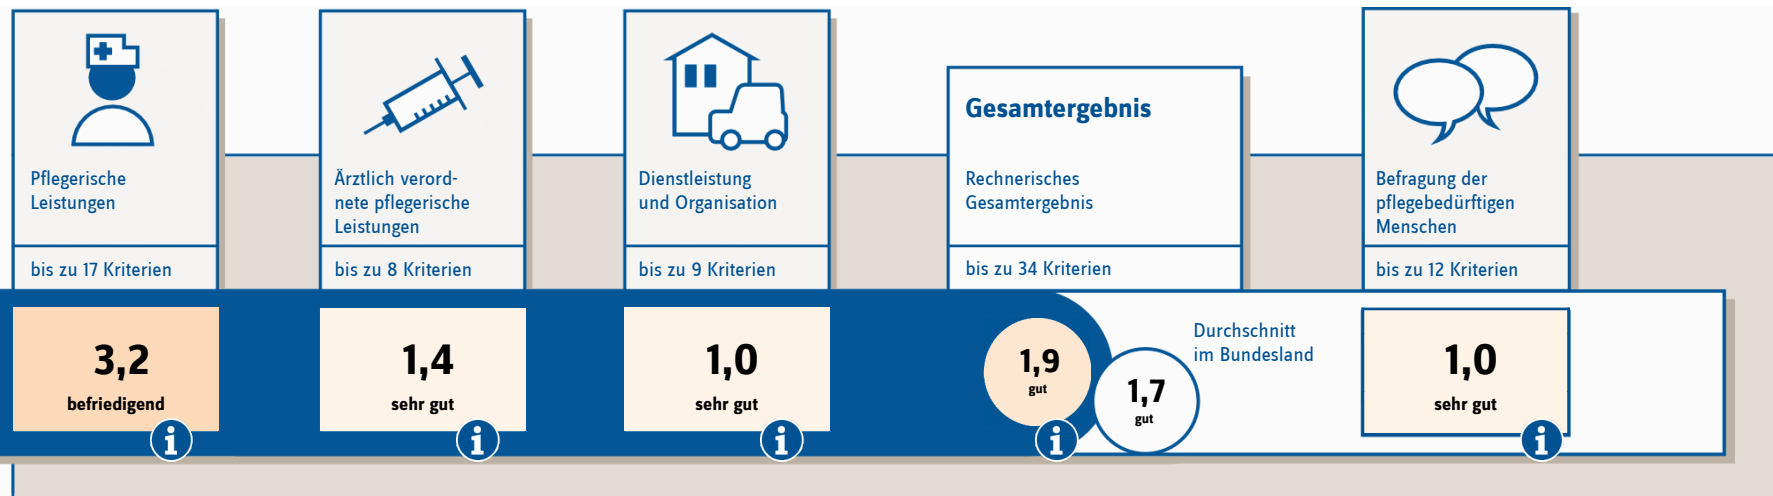 Pflegerische
Leistungen
bis zu 17 Kriterien
3,2
befriedigend
i
Ärztlich verord-
nete pflegerische
Leistungen
bis zu 8 Kriterien
1,4
sehr gut
i
Dienstleistung
und Organisation
bis zu 9 Kriterien
1,0
sehr gut
i
Gesamtergebnis
Rechnerisches
Gesamtergebnis
bis zu 34 Kriterien
1,9
gut
i
Durchschnitt
im Bundesland
1,7
gut
Befragung der
pflegebedürftigen
Menschen
bis zu 12 Kriterien
1,0
sehr gut
i